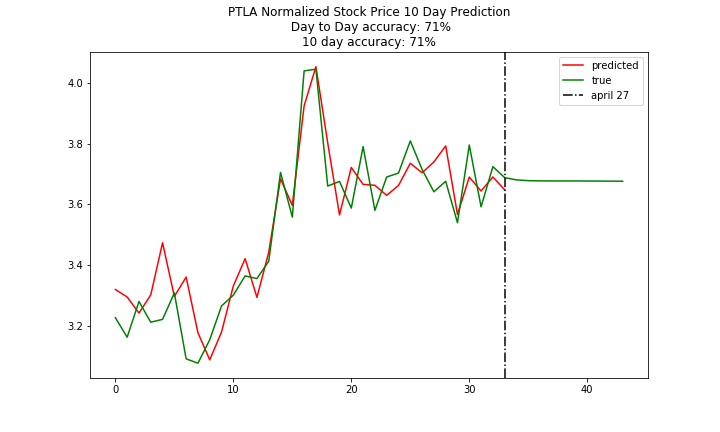 PTLA Normalized Stock Price 10 Day Prediction
Day to Day accuracy: 71%
10 day accuracy: 71%
predicted
true
april 27
4.0
3.8
3.6
3.4
3.2
0
10
20
30
40